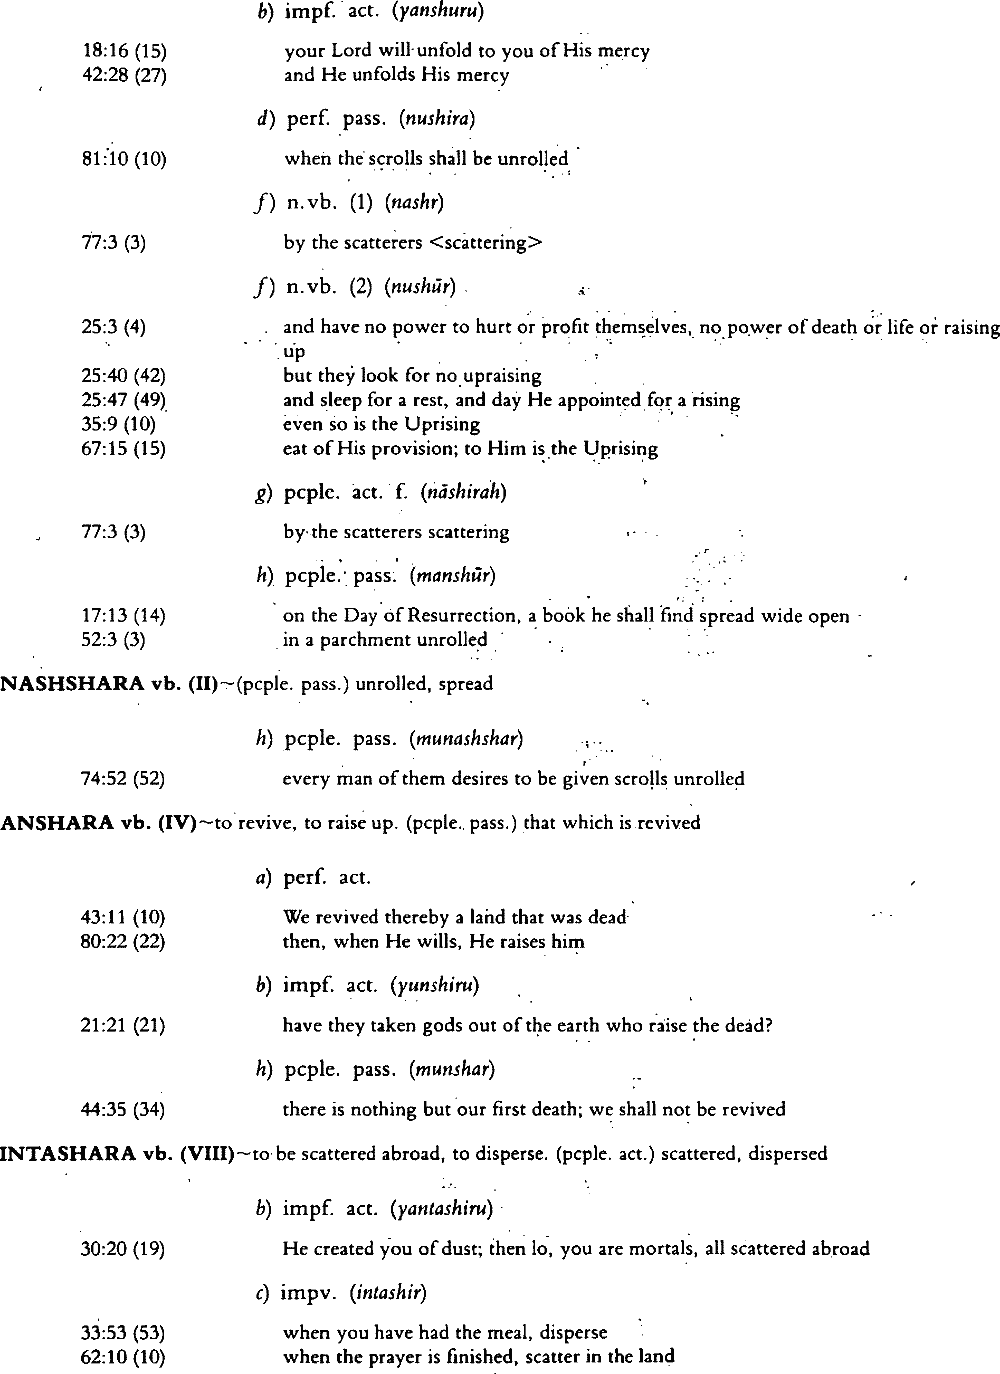 b) impf. act. (yanshuru)
18:16 (15) your Lord will unfold to you of His mercy
42:28 (27) and He unfolds His mercy
d) perf. pass. (nushira)
81:10 (10) when the scrolls shall be unrolled
f) n.vb. (1) (nashr)
77:3 (3) by the scatterers <scattering>
f) n.vb. (2) (nushūr)
25:3 (4) and have no power to hurt or profit themselves, no power of death or life or raising
up
25:40 (42) but they look for no upraising
25:47 (49) and sleep for a rest, and day He appointed for a rising
35:9 (10) even so is the Uprising
67:15 (15) eat of His provision; to Him is the Uprising
g) pcple. act. f. (nāshirah)
77:3 (3) by the scatterers scattering
h) pcple. pass. (manshūr)
17:13 (14) on the Day of Resurrection, a book he shall find spread wide open
52:3 (3) in a parchment unrolled
NASHSHARA vb. (II)~(pcple. pass.) unrolled, spread
h) pcple. pass. (munashshar)
74:52 (52) every man of them desires to be given scrolls unrolled
ANSHARA vb. (IV)~to revive, to raise up. (pcple. pass.) that which is revived
a) perf. act.
43:11 (10) We revived thereby a land that was dead
80:22 (22) then, when He wills, He raises him
b) impf. act. (yunshiru)
21:21 (21) have they taken gods out of the earth who raise the dead?
h) pcple. pass. (munshar)
44:35 (34) there is nothing but our first death; we shall not be revived
INTASHARA vb. (VIII)~to be scattered abroad, to disperse. (pcple. act.) scattered, dispersed
b) impf. act. (yantashiru)
30:20 (19) He created you of dust; then lo, you are mortals, all scattered abroad
c) impv. (intashir)
33:53 (53) when you have had the meal, disperse
62:10 (10) when the prayer is finished, scatter in the land